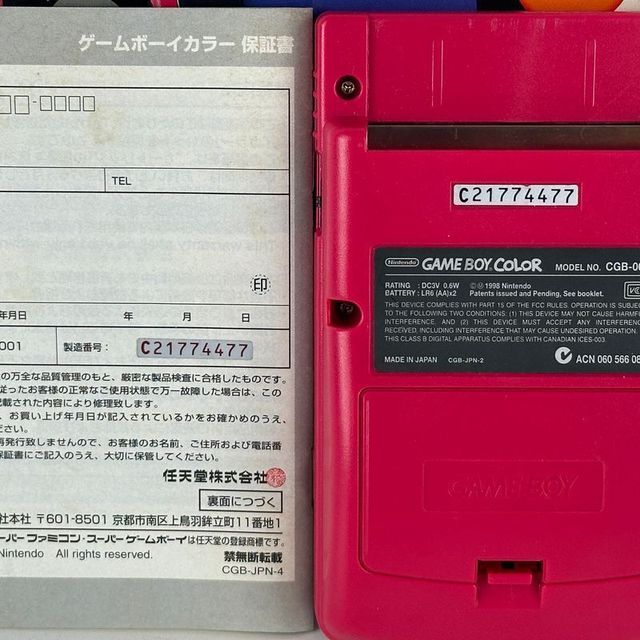 ゲームボーイカラー 保証書
TEL
印
年月日
年
月
日
001
製造番号:
C21774477
の万全な品質管理のもと、厳密な製品検査に合格したものです。
従ったお客様の正常なご使用状態で万一故障した場合は、この
載された内容により修理致します。
、お買い上げ年月日が記入されているかをお確かめのうえ、
ださい。
再発行致しませんので、お客様のお名前、ご住所および電話番
保証書にご記入のうえ、大切に保管してください。
任天堂株式会社
裏面につづく
社本社 〒601-8501 京都市南区上鳥羽鉾立町11番地1
ーパーファミコン・スーパーゲームボーイは任天堂の登録商標です。
Nintendo All rights reserved.
禁無断転載
CGB-JPN-4
C21774477
Nintendo GAME BOY COLOR MODEL NO. CGB-00
RATING : DC3V 0.6W
BATTERY : LR6 (AA)x2
©Ⓜ1998 Nintendo
Patents issued and Pending, See booklet.
THIS DEVICE COMPLIES WITH PART 15 OF THE FCC RULES. OPERATION IS SUBJECT
TO THE FOLLOWING TWO CONDITIONS: (1) THIS DEVICE MAY NOT CAUSE HARMF
INTERFERENCE, AND (2) THIS DEVICE MUST ACCEPT ANY INTERFERENC
RECEIVED, INCLUDING INTERFERENCE THAT MAY CAUSE UNDESIRED OPERATION.
THIS CLASS B DIGITAL APPARATUS COMPLIES WITH CANADIAN ICES-003.
MADE IN JAPAN CGB-JPN-2
ACN 060 566 08
GAME BOY